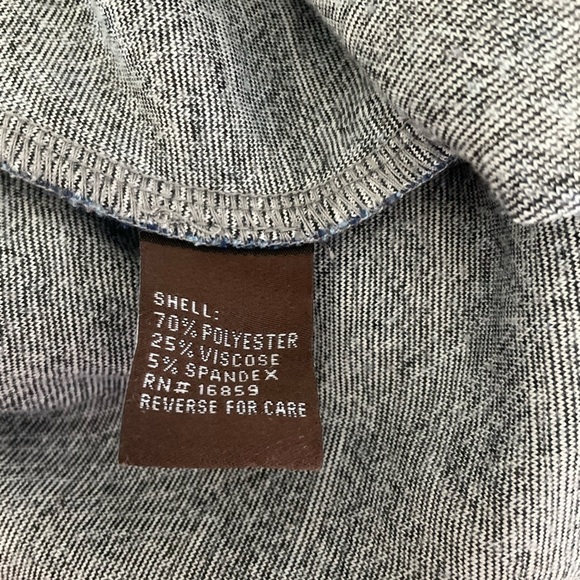 SHELL:
70% POLYESTER
25% VISCOSE
5% SPANDEX
RN# 16859
REVERSE FOR CARE